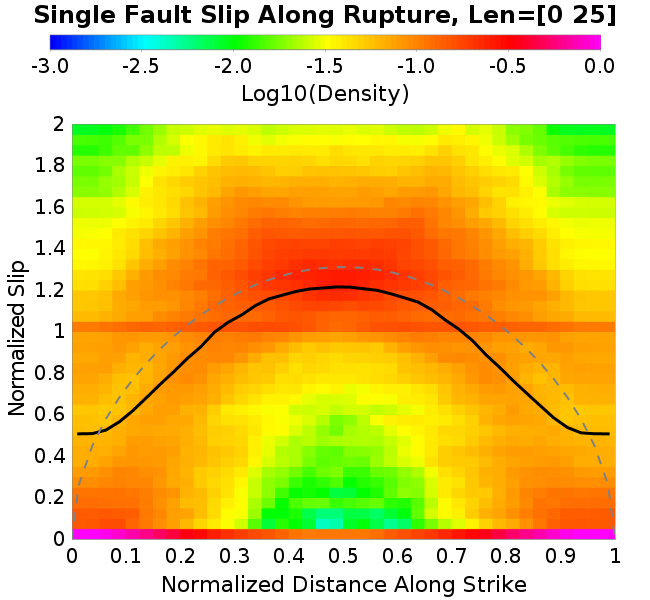 Single Fault Slip Along Rupture, Len=[0 25]
-3.0 -2.5 -2.0 -1.5 -1.0 -0.5 0.0
Log10(Density)
2
1.8
1.6
1.4
1.2
1
0.8
0.6
0.4
0.2
0
Normalized Slip
0 0.1 0.2 0.3 0.4 0.5 0.6 0.7 0.8 0.9 1
Normalized Distance Along Strike